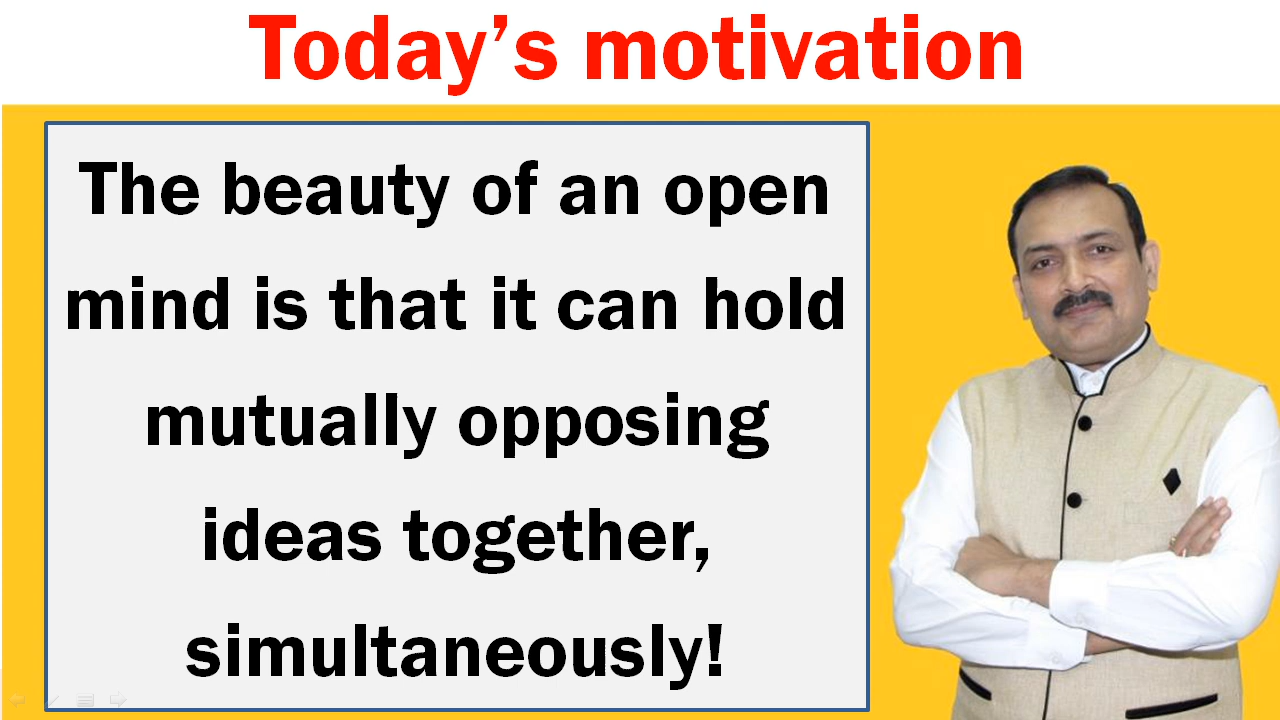 Today’s motivation
The beauty of an open
mind is that it can hold
mutually opposing
ideas together,
simultaneously!